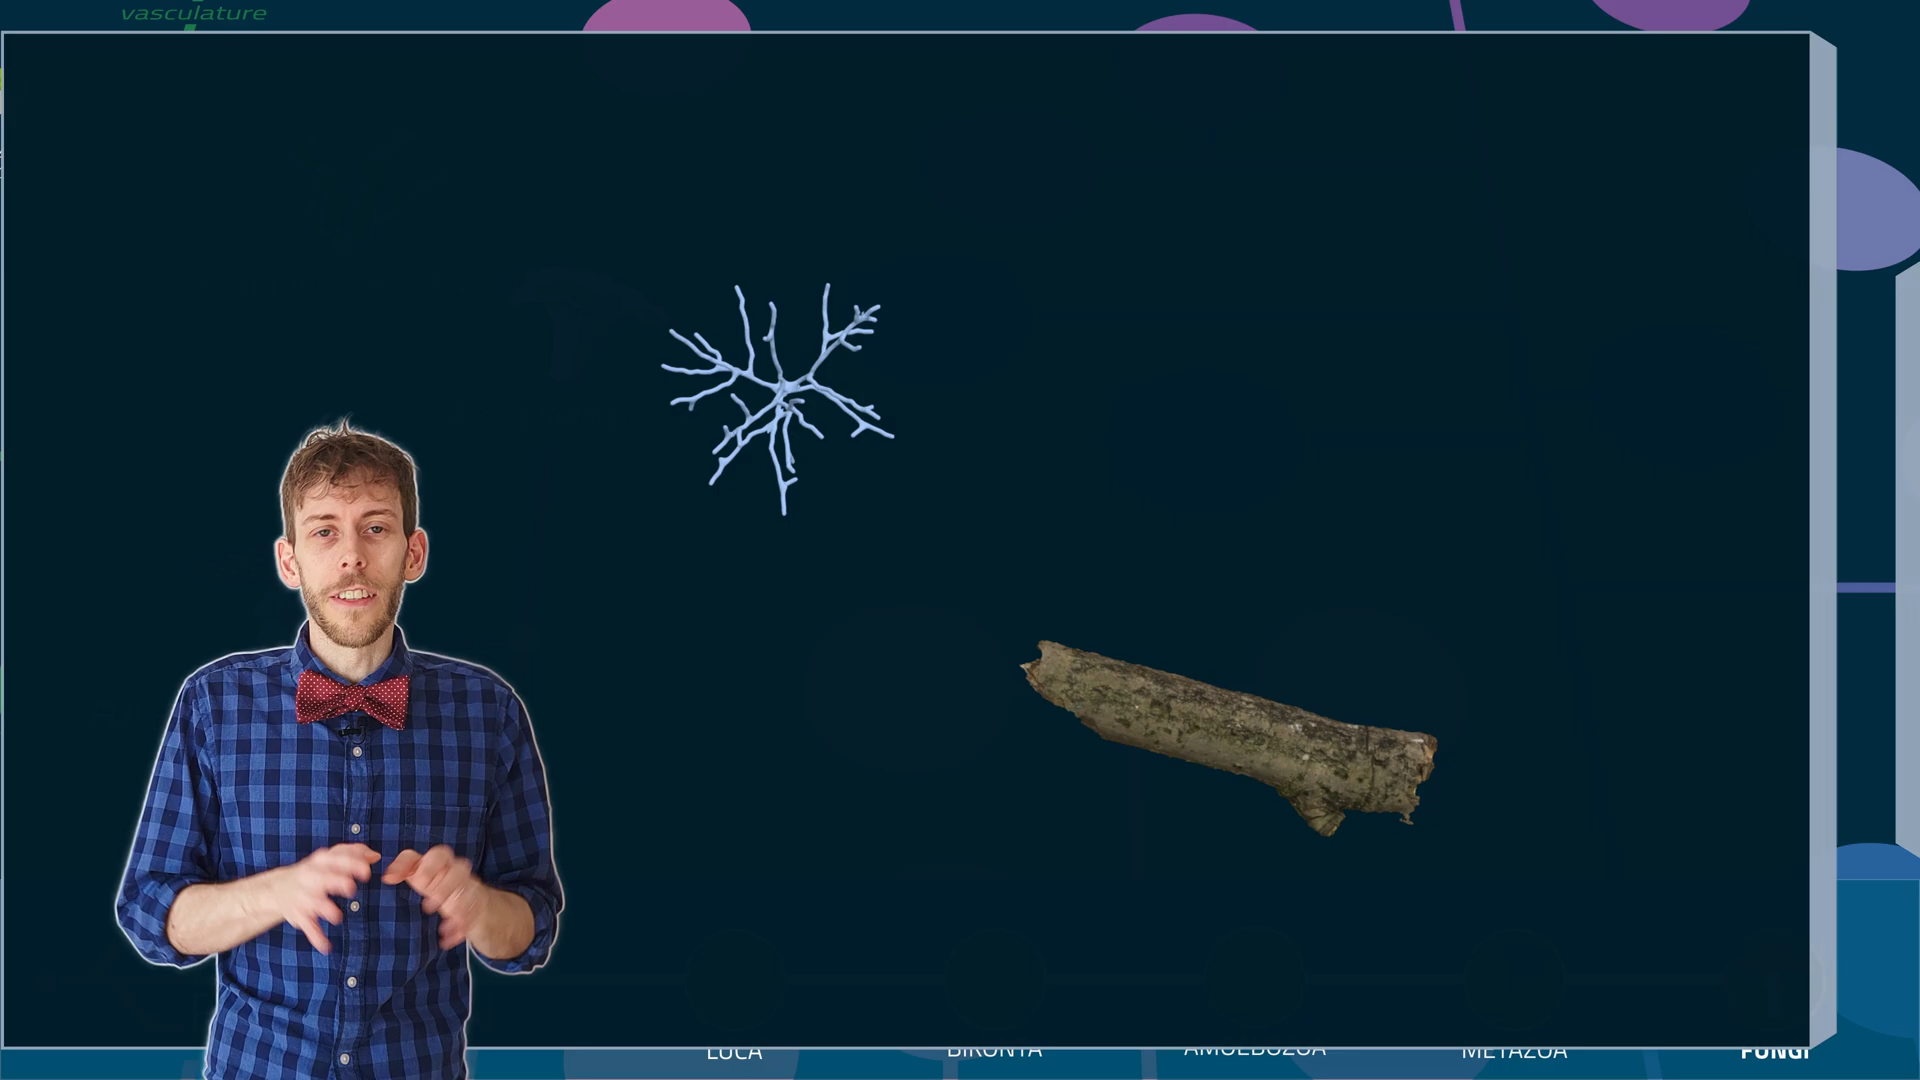 vasculature
LUCA
BIKONTA
AMOEBOZOA
METAZOA
FUNGI